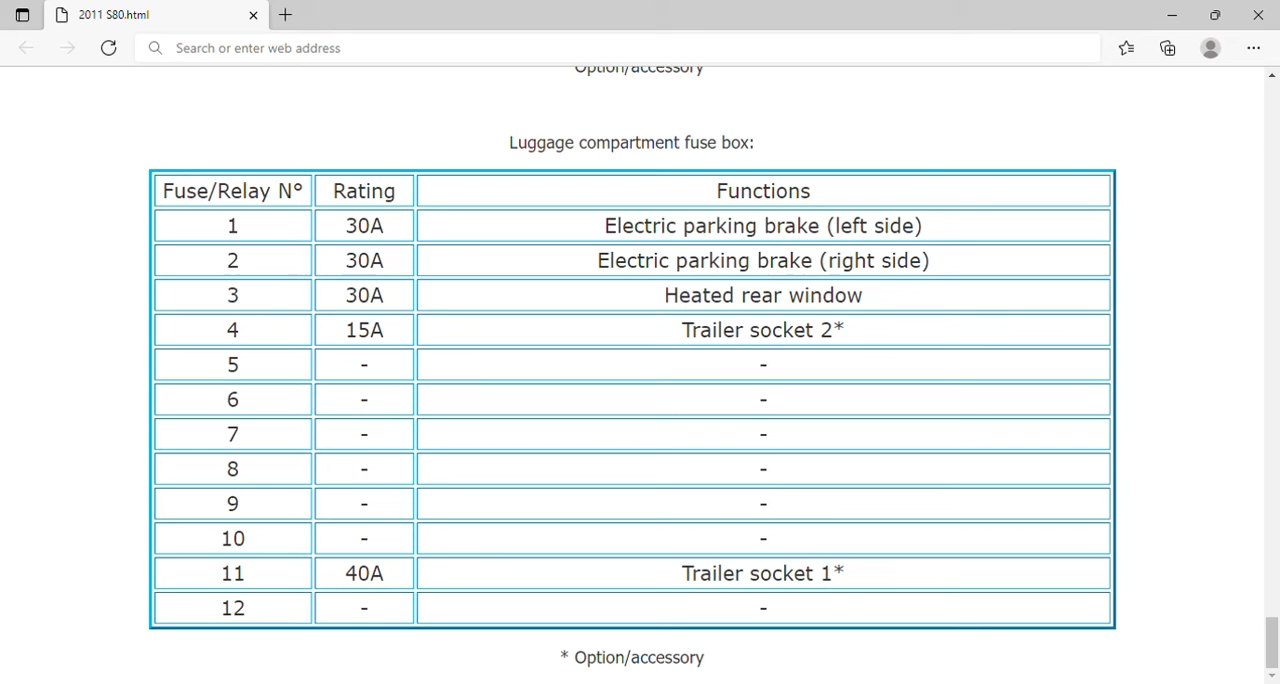 2011 S80.html
Search or enter web address
Option/accessory
Luggage compartment fuse box:
Fuse/Relay N° Rating Functions
1 30A Electric parking brake (left side)
2 30A Electric parking brake (right side)
3 30A Heated rear window
4 15A Trailer socket 2*
5 - -
6 - -
7 - -
8 - -
9 - -
10 - -
11 40A Trailer socket 1*
12 - -
* Option/accessory